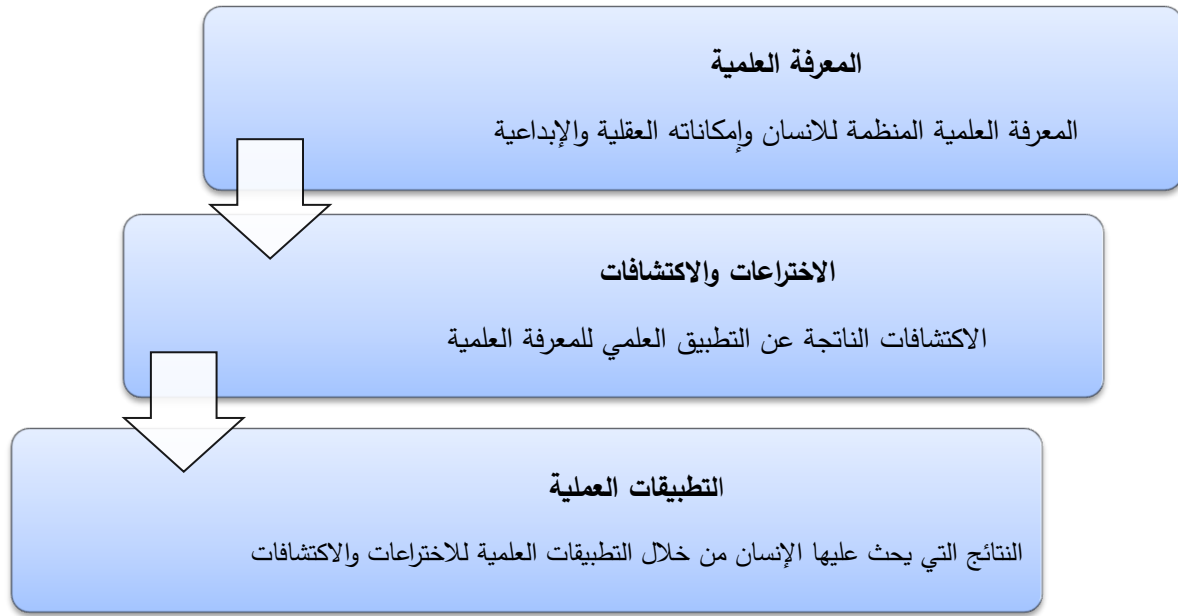 المعرفة العلمية
المعرفة العلمية المنظمة للانسان وإمكاناته العقلية والإبداعية
الاختراعات والاكتشافات
الاكتشافات الناتجة عن التطبيق العلمي للمعرفة العلمية
التطبيقات العملية
النتائج التي يحث عليها الإنسان من خلال التطبيقات العلمية للاختراعات والاكتشافات